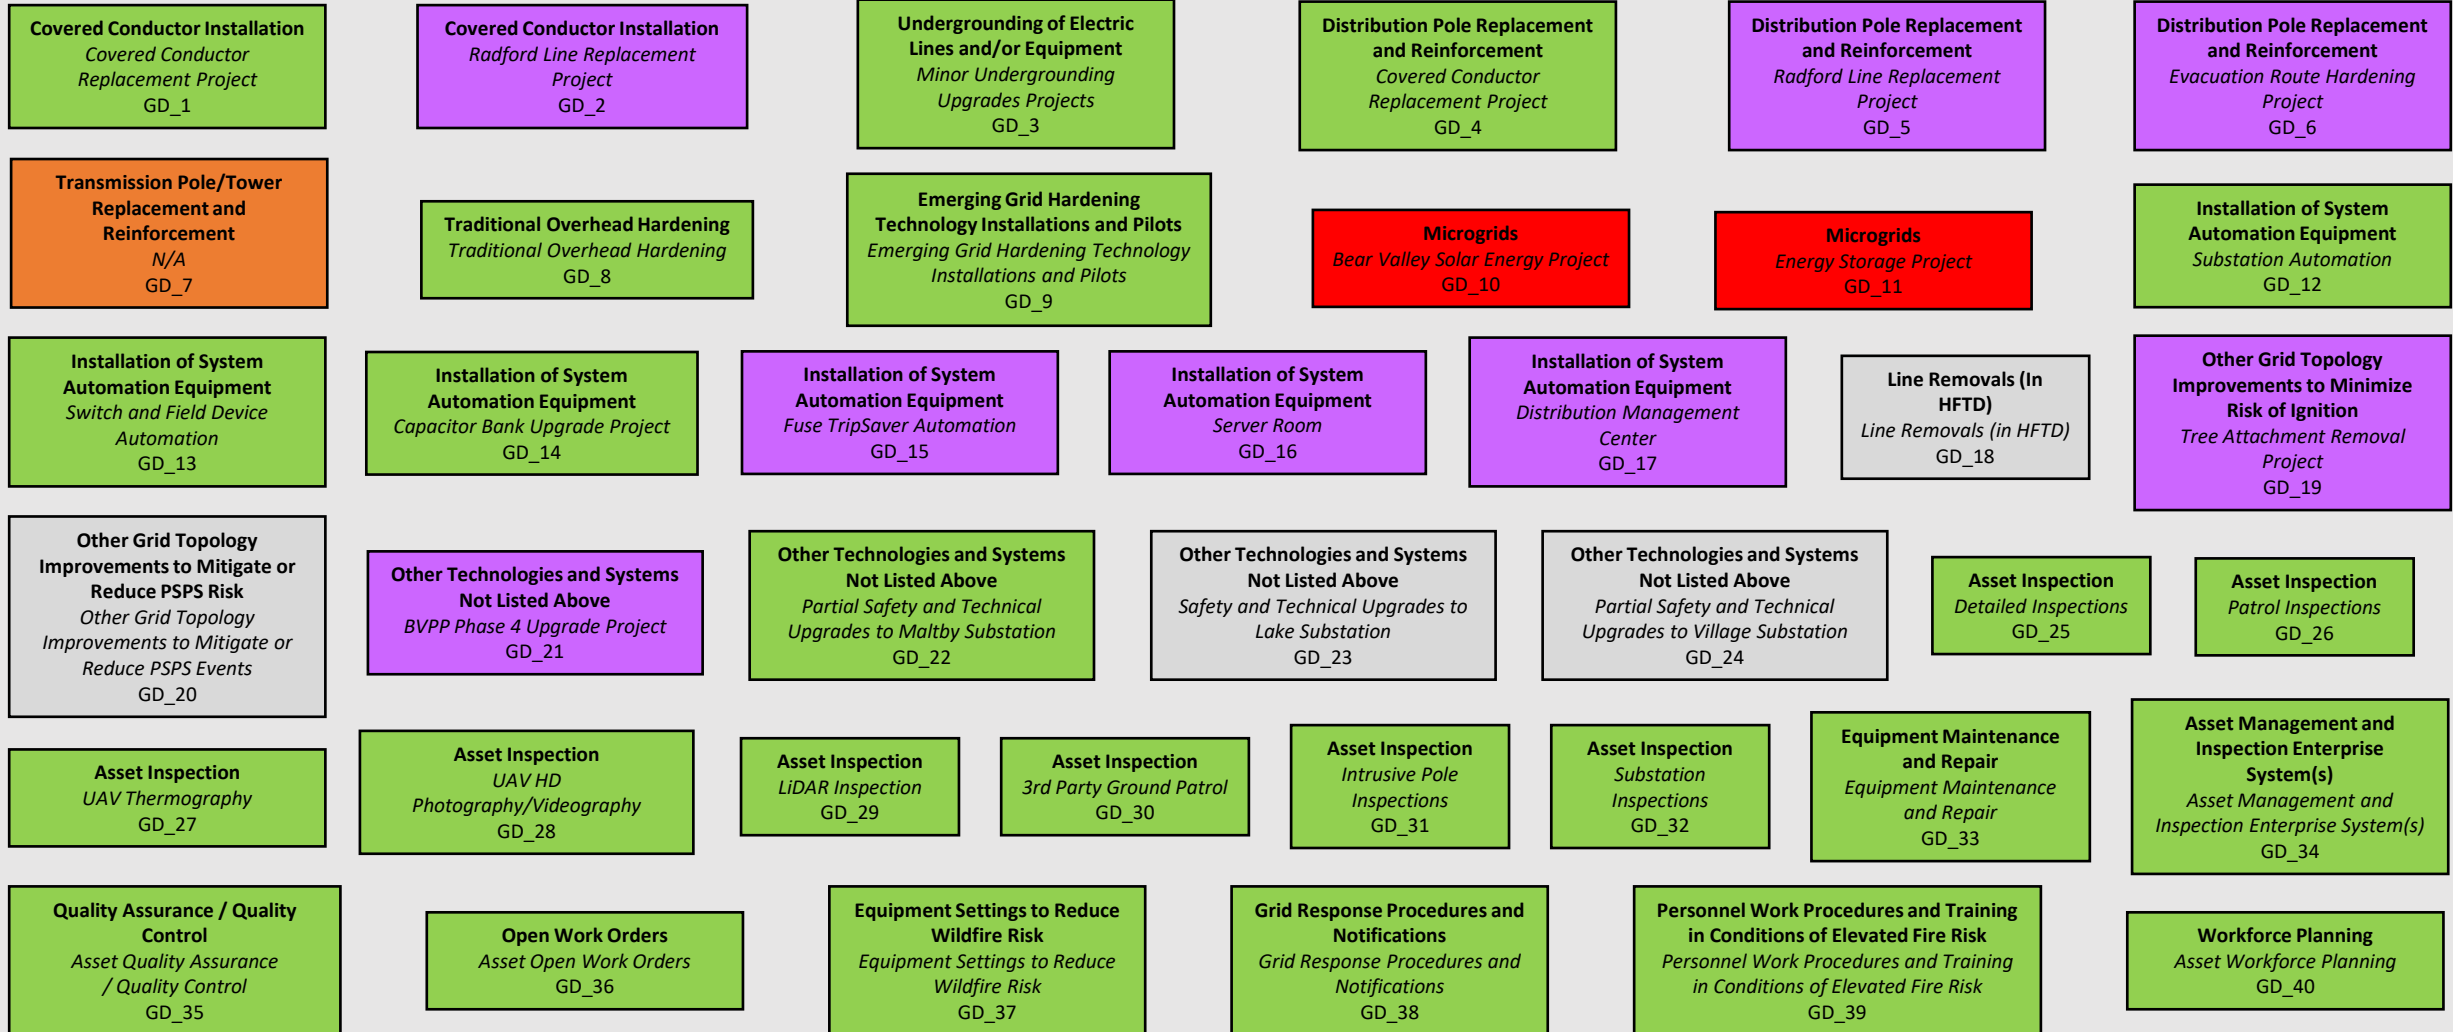 Covered Conductor Installation
Covered Conductor
Replacement Project
GD_1
Covered Conductor Installation
Radford Line Replacement
Project
GD_2
Undergrounding of Electric
Lines and/or Equipment
Minor Undergrounding
Upgrades Projects
GD_3
Distribution Pole Replacement
and Reinforcement
Covered Conductor
Replacement Project
GD_4
Distribution Pole Replacement
and Reinforcement
Radford Line Replacement
Project
GD_5
Distribution Pole Replacement
and Reinforcement
Evacuation Route Hardening
Project
GD_6
Transmission Pole/Tower
Replacement and
Reinforcement
N/A
GD_7
Traditional Overhead Hardening
Traditional Overhead Hardening
GD_8
Emerging Grid Hardening
Technology Installations and Pilots
Emerging Grid Hardening Technology
Installations and Pilots
GD_9
Microgrids
Bear Valley Solar Energy Project
GD_10
Microgrids
Energy Storage Project
GD_11
Installation of System
Automation Equipment
Substation Automation
GD_12
Installation of System
Automation Equipment
Switch and Field Device
Automation
GD_13
Installation of System
Automation Equipment
Capacitor Bank Upgrade Project
GD_14
Installation of System
Automation Equipment
Fuse TripSaver Automation
GD_15
Installation of System
Automation Equipment
Server Room
GD_16
Installation of System
Automation Equipment
Distribution Management
Center
GD_17
Line Removals (In
HFTD)
Line Removals (in HFTD)
GD_18
Other Grid Topology
Improvements to Minimize
Risk of Ignition
Tree Attachment Removal
Project
GD_19
Other Grid Topology
Improvements to Mitigate or
Reduce PSPS Risk
Other Grid Topology
Improvements to Mitigate or
Reduce PSPS Events
GD_20
Other Technologies and Systems
Not Listed Above
BVPP Phase 4 Upgrade Project
GD_21
Other Technologies and Systems
Not Listed Above
Partial Safety and Technical
Upgrades to Maltby Substation
GD_22
Other Technologies and Systems
Not Listed Above
Safety and Technical Upgrades to
Lake Substation
GD_23
Other Technologies and Systems
Not Listed Above
Partial Safety and Technical
Upgrades to Village Substation
GD_24
Asset Inspection
Detailed Inspections
GD_25
Asset Inspection
Patrol Inspections
GD_26
Asset Inspection
UAV Thermography
GD_27
Asset Inspection
UAV HD
Photography/Videography
GD_28
Asset Inspection
LiDAR Inspection
GD_29
Asset Inspection
3rd Party Ground Patrol
GD_30
Asset Inspection
Intrusive Pole
Inspections
GD_31
Asset Inspection
Substation
Inspections
GD_32
Equipment Maintenance
and Repair
Equipment Maintenance
and Repair
GD_33
Asset Management and
Inspection Enterprise
System(s)
Asset Management and
Inspection Enterprise System(s)
GD_34
Quality Assurance / Quality
Control
Asset Quality Assurance
/ Quality Control
GD_35
Open Work Orders
Asset Open Work Orders
GD_36
Equipment Settings to Reduce
Wildfire Risk
Equipment Settings to Reduce
Wildfire Risk
GD_37
Grid Response Procedures and
Notifications
Grid Response Procedures and
Notifications
GD_38
Personnel Work Procedures and Training
in Conditions of Elevated Fire Risk
Personnel Work Procedures and Training
in Conditions of Elevated Fire Risk
GD_39
Workforce Planning
Asset Workforce Planning
GD_40